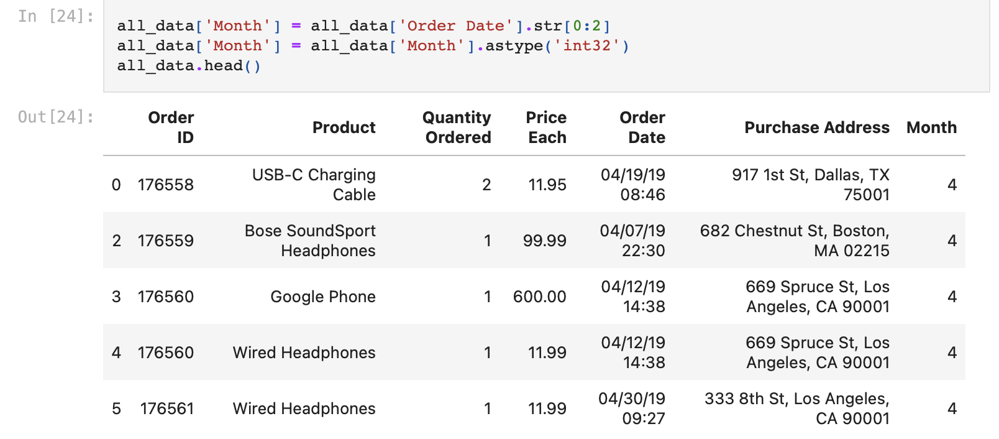 In [24]:
all_data['Month'] = all_data['Order Date'].str[0:2]
all_data['Month'] = all_data['Month'].astype('int32')
all_data.head()
Out[24]:
Order ID Product Quantity Ordered Price Each Order Date Purchase Address Month
0 176558 USB-C Charging Cable 2 11.95 04/19/19 08:46 917 1st St, Dallas, TX 75001 4
2 176559 Bose SoundSport Headphones 1 99.99 04/07/19 22:30 682 Chestnut St, Boston, MA 02215 4
3 176560 Google Phone 1 600.00 04/12/19 14:38 669 Spruce St, Los Angeles, CA 90001 4
4 176560 Wired Headphones 1 11.99 04/12/19 14:38 669 Spruce St, Los Angeles, CA 90001 4
5 176561 Wired Headphones 1 11.99 04/30/19 09:27 333 8th St, Los Angeles, CA 90001 4